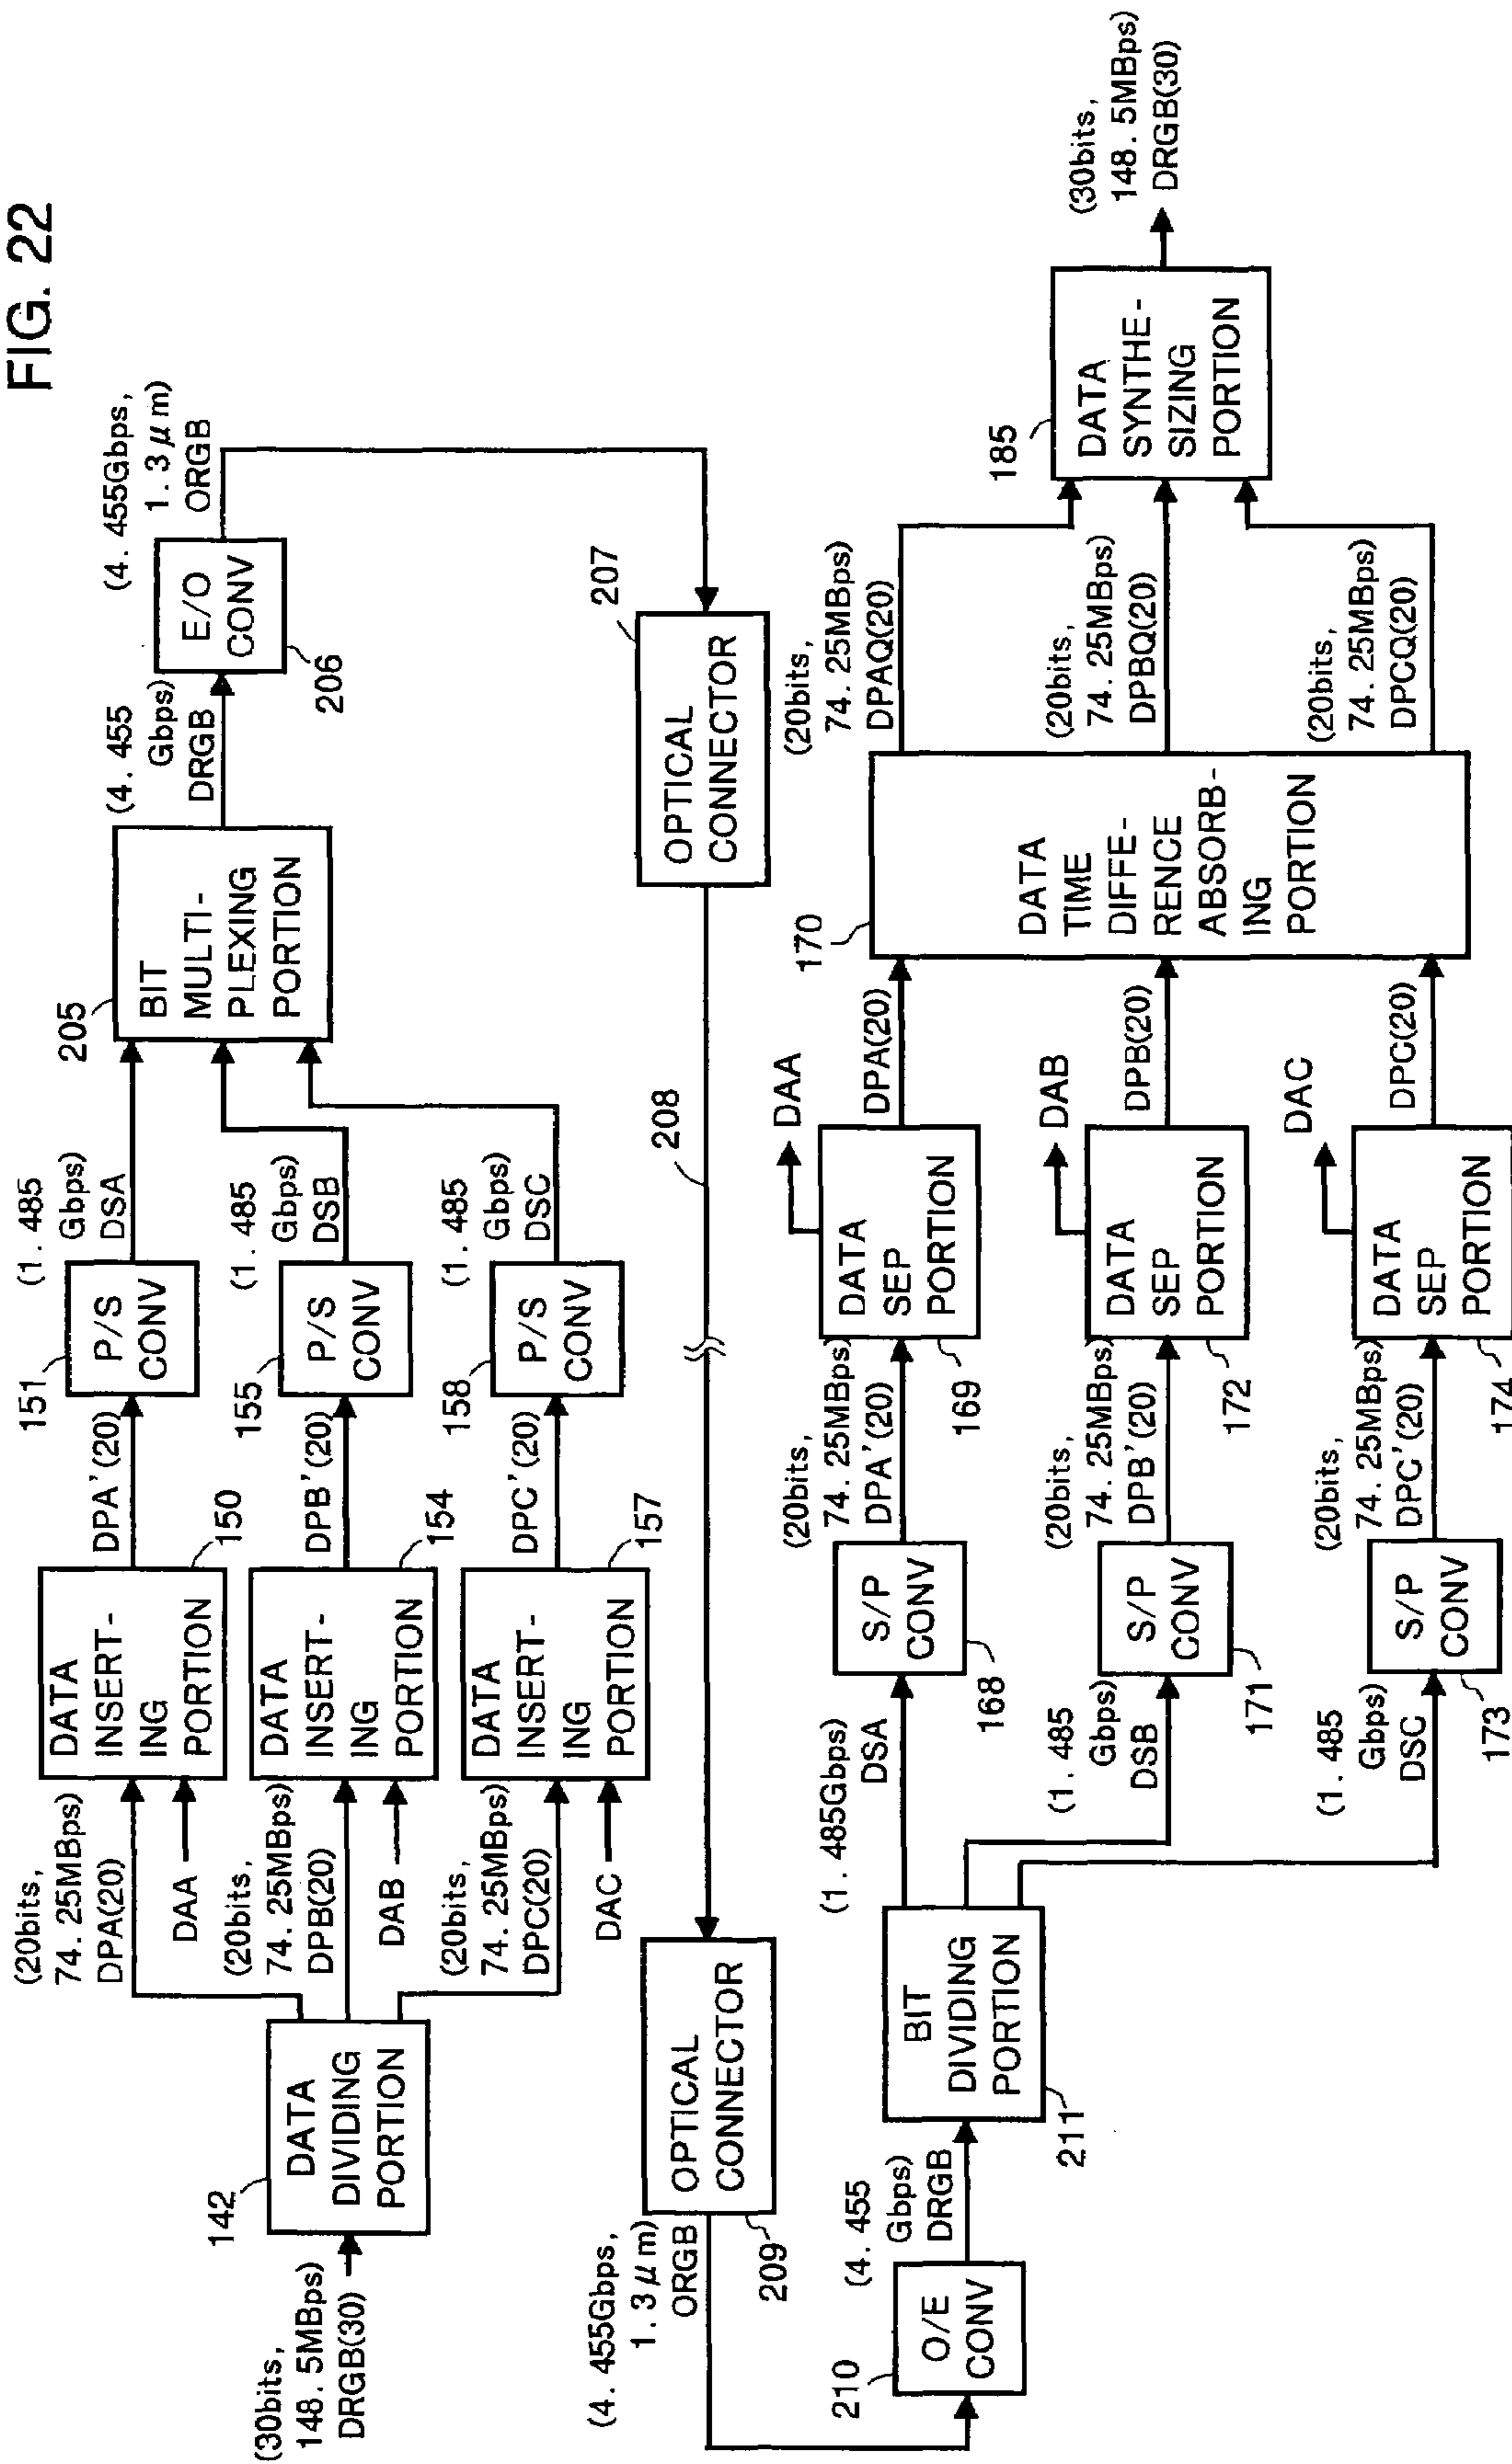 FIG. 22
(30bits,
148. 5MBps)
DRGB(30)
142
DATA
DIVIDING
PORTION
(20bits,
74. 25MBps)
DPA(20)
DAA
DATA
INSERT-
ING
PORTION
150
DPA'(20)
151
P/S
CONV
(1. 485
Gbps)
DSA
(20bits,
74. 25MBps)
DPB(20)
DAB
DATA
INSERT-
ING
PORTION
154
DPB'(20)
155
P/S
CONV
(1. 485
Gbps)
DSB
(20bits,
74. 25MBps)
DPC(20)
DAC
DATA
INSERT-
ING
PORTION
157
DPC'(20)
158
P/S
CONV
(1. 485
Gbps)
DSC
205
BIT
MULTI-
PLEXING
PORTION
(4. 455
Gbps)
DRGB
E/O
CONV
206
(4. 455Gbps,
1. 3μm)
ORGB
207
OPTICAL
CONNECTOR
208
OPTICAL
CONNECTOR
209
(4. 455Gbps,
1. 3μm)
ORGB
210
O/E
CONV
(4. 455
Gbps)
DRGB
BIT
DIVIDING
PORTION
211
(1. 485Gbps)
DSA
S/P
CONV
168
(20bits,
74. 25MBps)
DPA'(20)
DATA
SEP
PORTION
169
DAA
DPA(20)
(1. 485
Gbps)
DSB
S/P
CONV
171
(20bits,
74. 25MBps)
DPB'(20)
DATA
SEP
PORTION
172
DAB
DPB(20)
(1. 485
Gbps)
DSC
S/P
CONV
173
(20bits,
74. 25MBps)
DPC'(20)
DATA
SEP
PORTION
174
DAC
DPC(20)
170
DATA
TIME
DIFFE-
RENCE
ABSORB-
ING
PORTION
(20bits,
74. 25MBps)
DPAQ(20)
(20bits,
74. 25MBps)
DPBQ(20)
(20bits,
74. 25MBps)
DPCQ(20)
185
DATA
SYNTHE-
SIZING
PORTION
(30bits,
148. 5MBps)
DRGB(30)